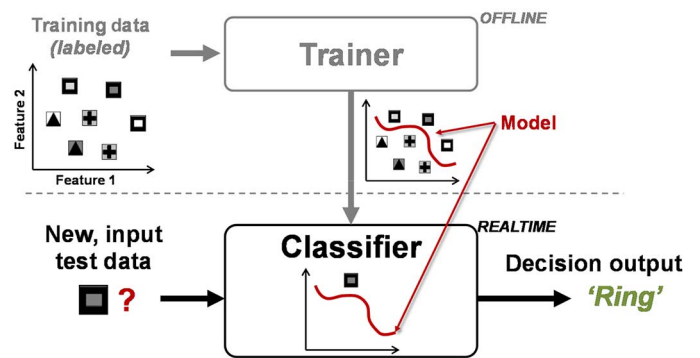 Training data
(labeled)
OFFLINE
Trainer
Feature 2
Feature 1
Model
REALTIME
New, input
test data
?
Classifier
Decision output
‘Ring’